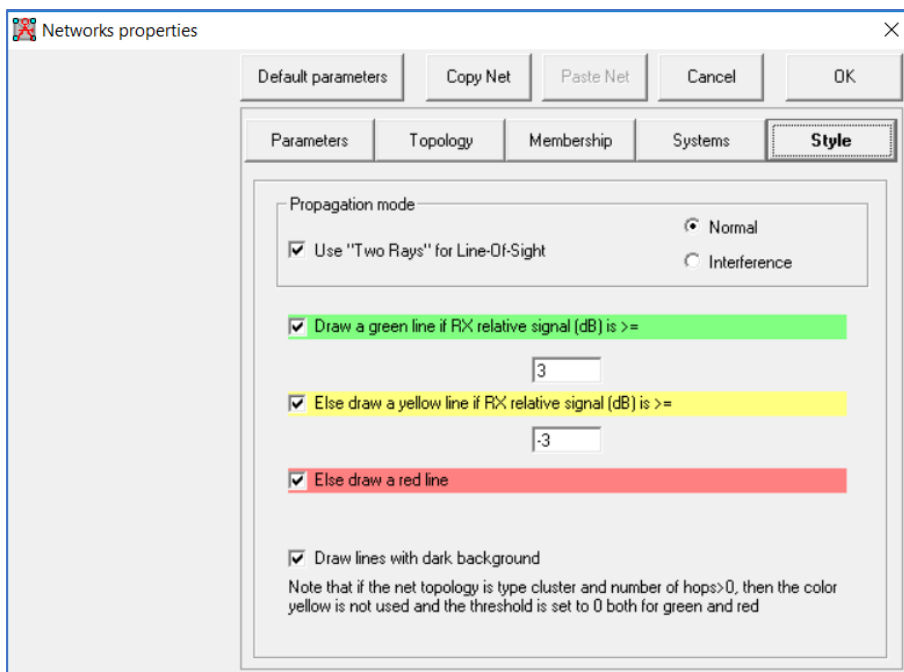 Networks properties
Default parameters
Copy Net
Paste Net
Cancel
OK
Parameters
Topology
Membership
Systems
Style
Propagation mode
Use "Two Rays" for Line-Of-Sight
Normal
Interference
Draw a green line if RX relative signal (dB) is >=
3
Else draw a yellow line if RX relative signal (dB) is >=
-3
Else draw a red line
Draw lines with dark background
Note that if the net topology is type cluster and number of hops>0, then the color
yellow is not used and the threshold is set to 0 both for green and red